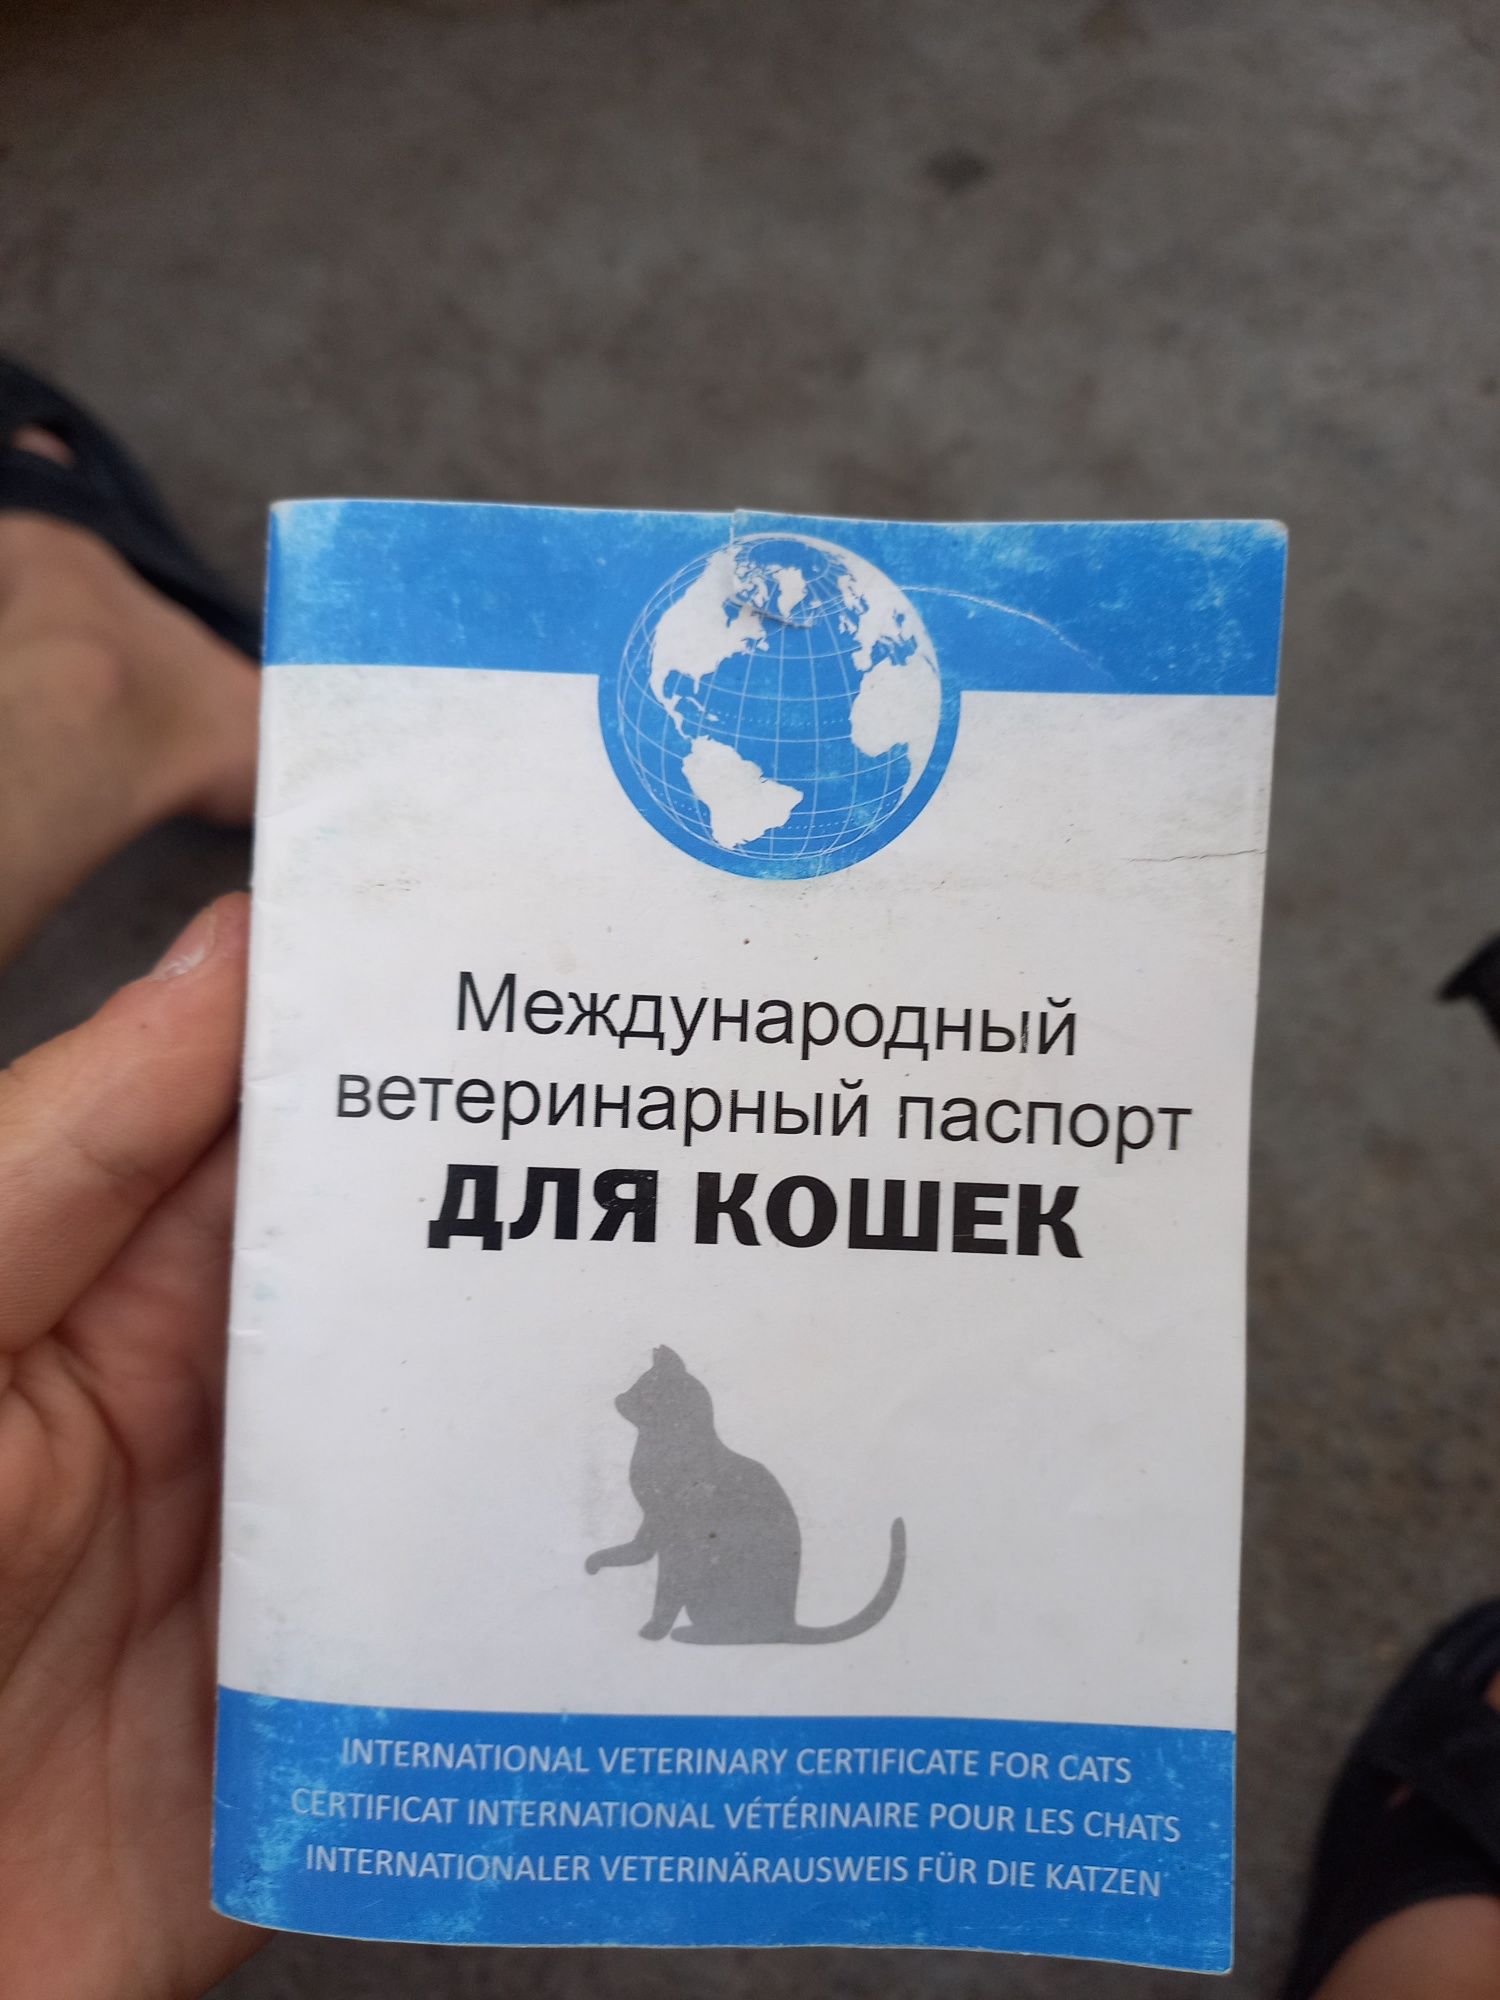 Международный
ветеринарный паспорт
ДЛЯ КОШЕК
INTERNATIONAL VETERINARY CERTIFICATE FOR CATS
CERTIFICAT INTERNATIONAL VÉTÉRINAIRE POUR LES CHATS
INTERNATIONALER VETERINÄRAUSWEIS FÜR DIE KATZEN